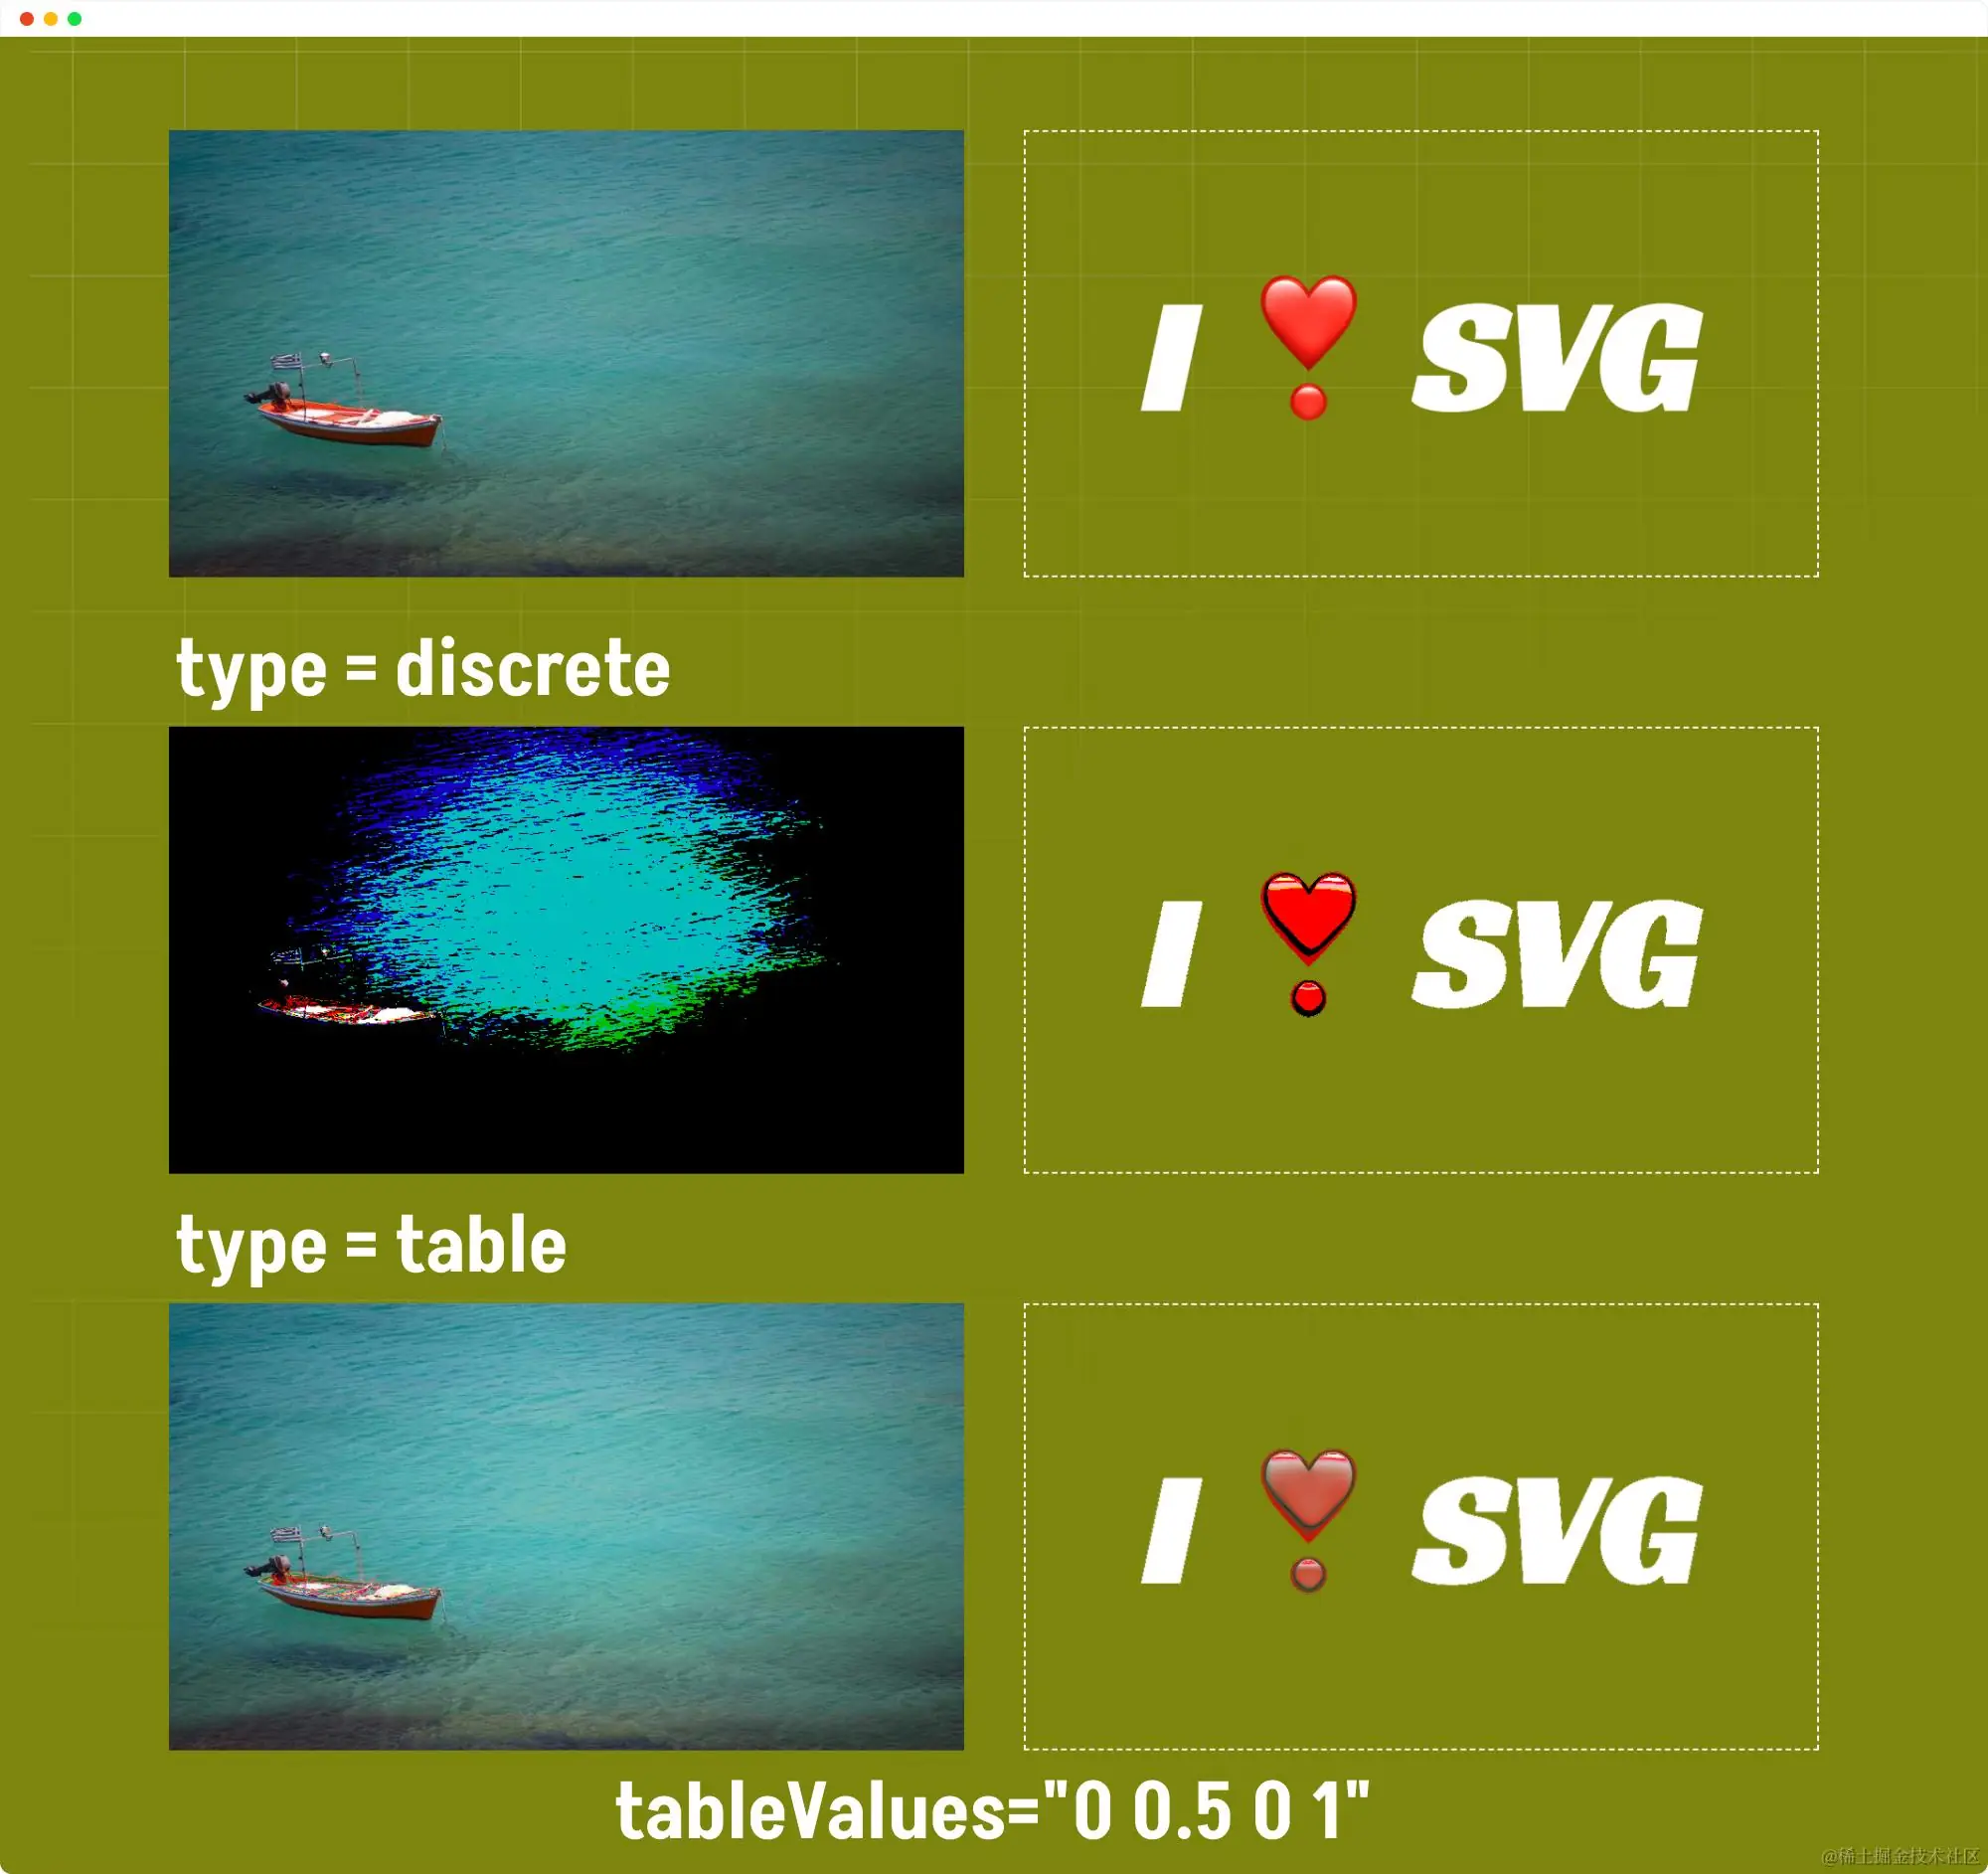 I ❣️ SVG
type = discrete
I ❣️ SVG
type = table
I ❣️ SVG
tableValues="0 0.5 0 1"
@稀土掘金技术社区